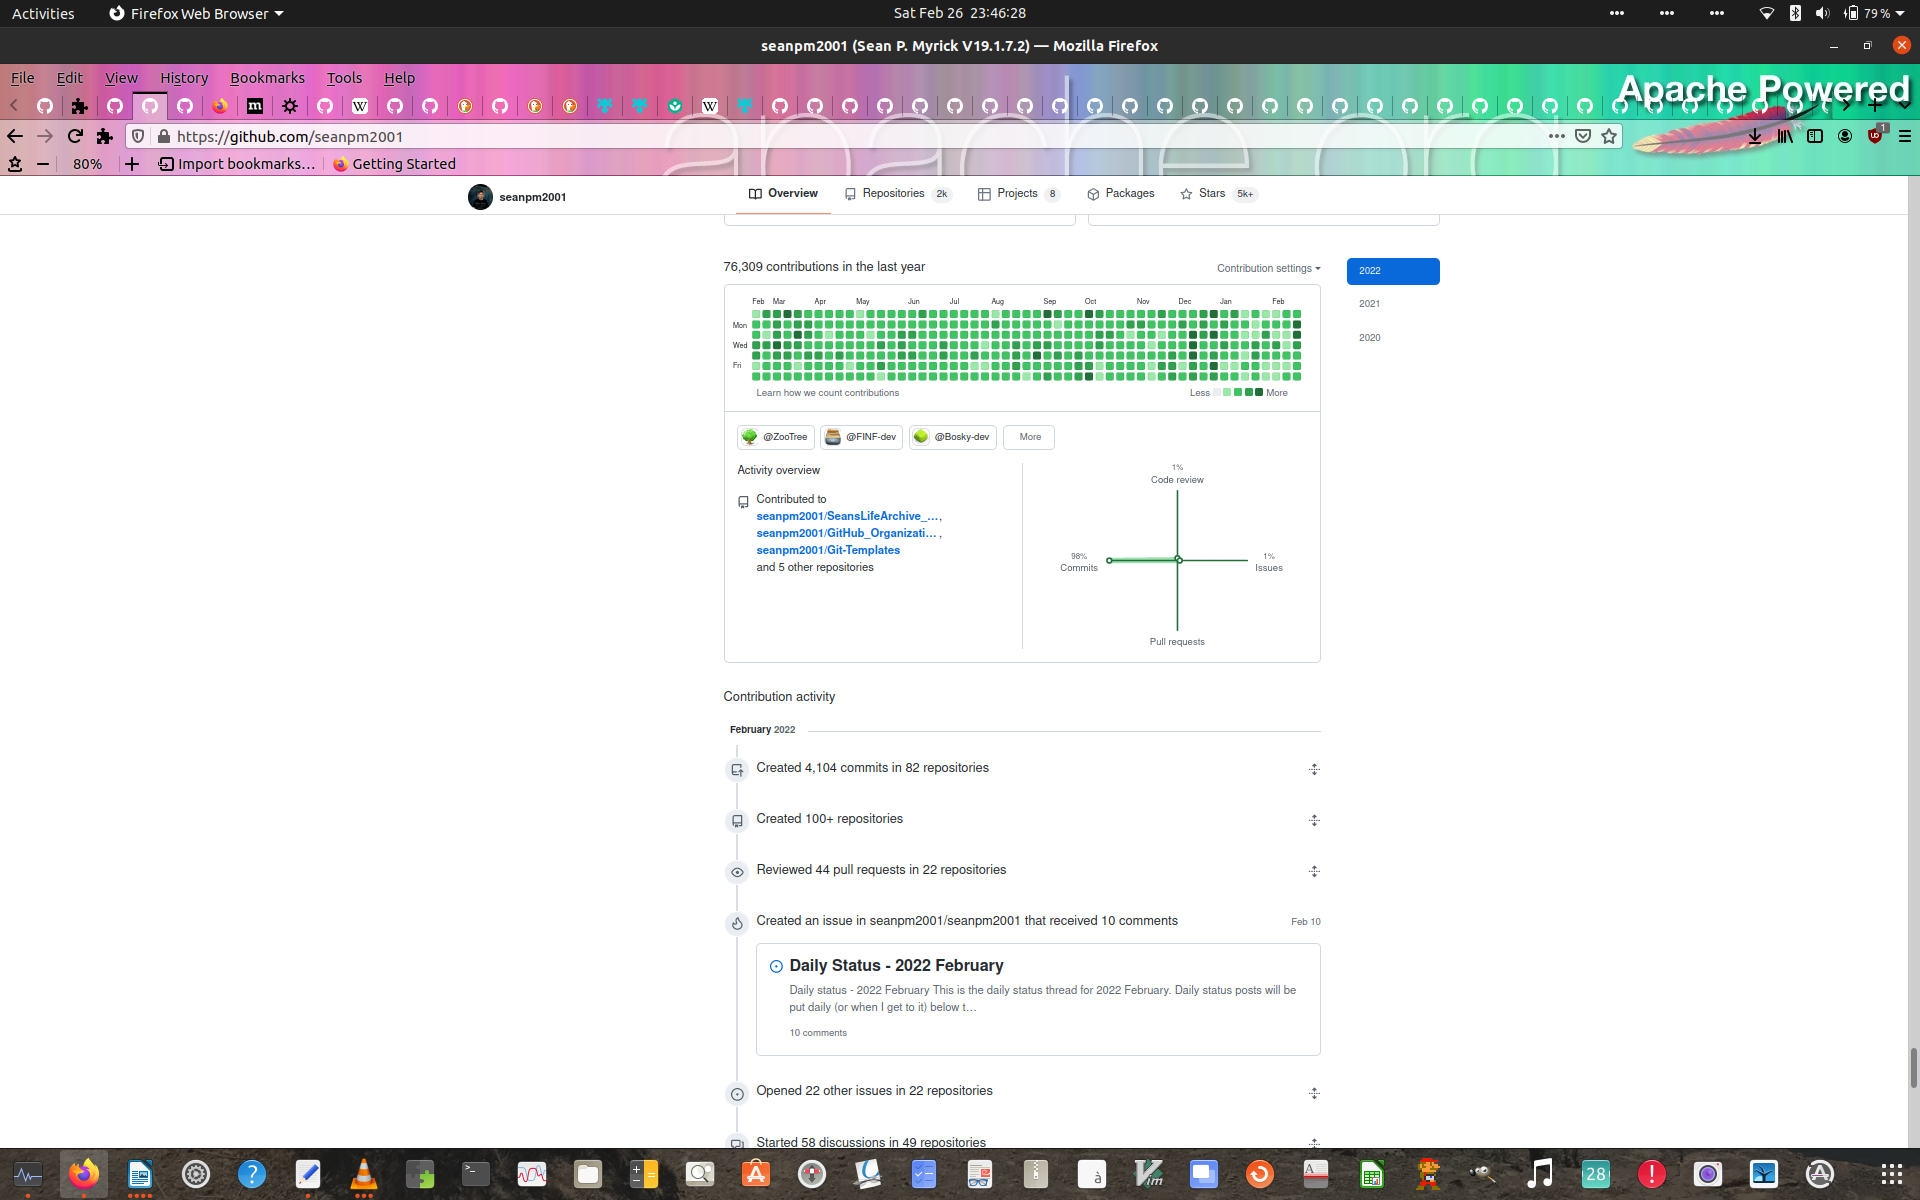 Activities
Firefox Web Browser
Sat Feb 26 23:46:28
79 %
seanpm2001 (Sean P. Myrick V19.1.7.2) — Mozilla Firefox
File Edit View History Bookmarks Tools Help
Apache Powered
https://github.com/seanpm2001
1
80%
Import bookmarks...
Getting Started
apache org
seanpm2001
Overview
Repositories 2k
Projects 8
Packages
Stars 5k+
76,309 contributions in the last year
Contribution settings
2022
2021
2020
Feb Mar Apr May Jun Jul Aug Sep Oct Nov Dec Jan Feb
Mon
Wed
Fri
Learn how we count contributions
Less More
@ZooTree
@FINF-dev
@Bosky-dev
More
Activity overview
Contributed to
seanpm2001/SeansLifeArchive_… ,
seanpm2001/GitHub_Organizati… ,
seanpm2001/Git-Templates
and 5 other repositories
1%
Code review
98%
Commits
1%
Issues
Pull requests
Contribution activity
February 2022
Created 4,104 commits in 82 repositories
Created 100+ repositories
Reviewed 44 pull requests in 22 repositories
Created an issue in seanpm2001/seanpm2001 that received 10 comments
Feb 10
Daily Status - 2022 February
Daily status - 2022 February This is the daily status thread for 2022 February. Daily status posts will be
put daily (or when I get to it) below t…
10 comments
Opened 22 other issues in 22 repositories
Started 58 discussions in 49 repositories
28